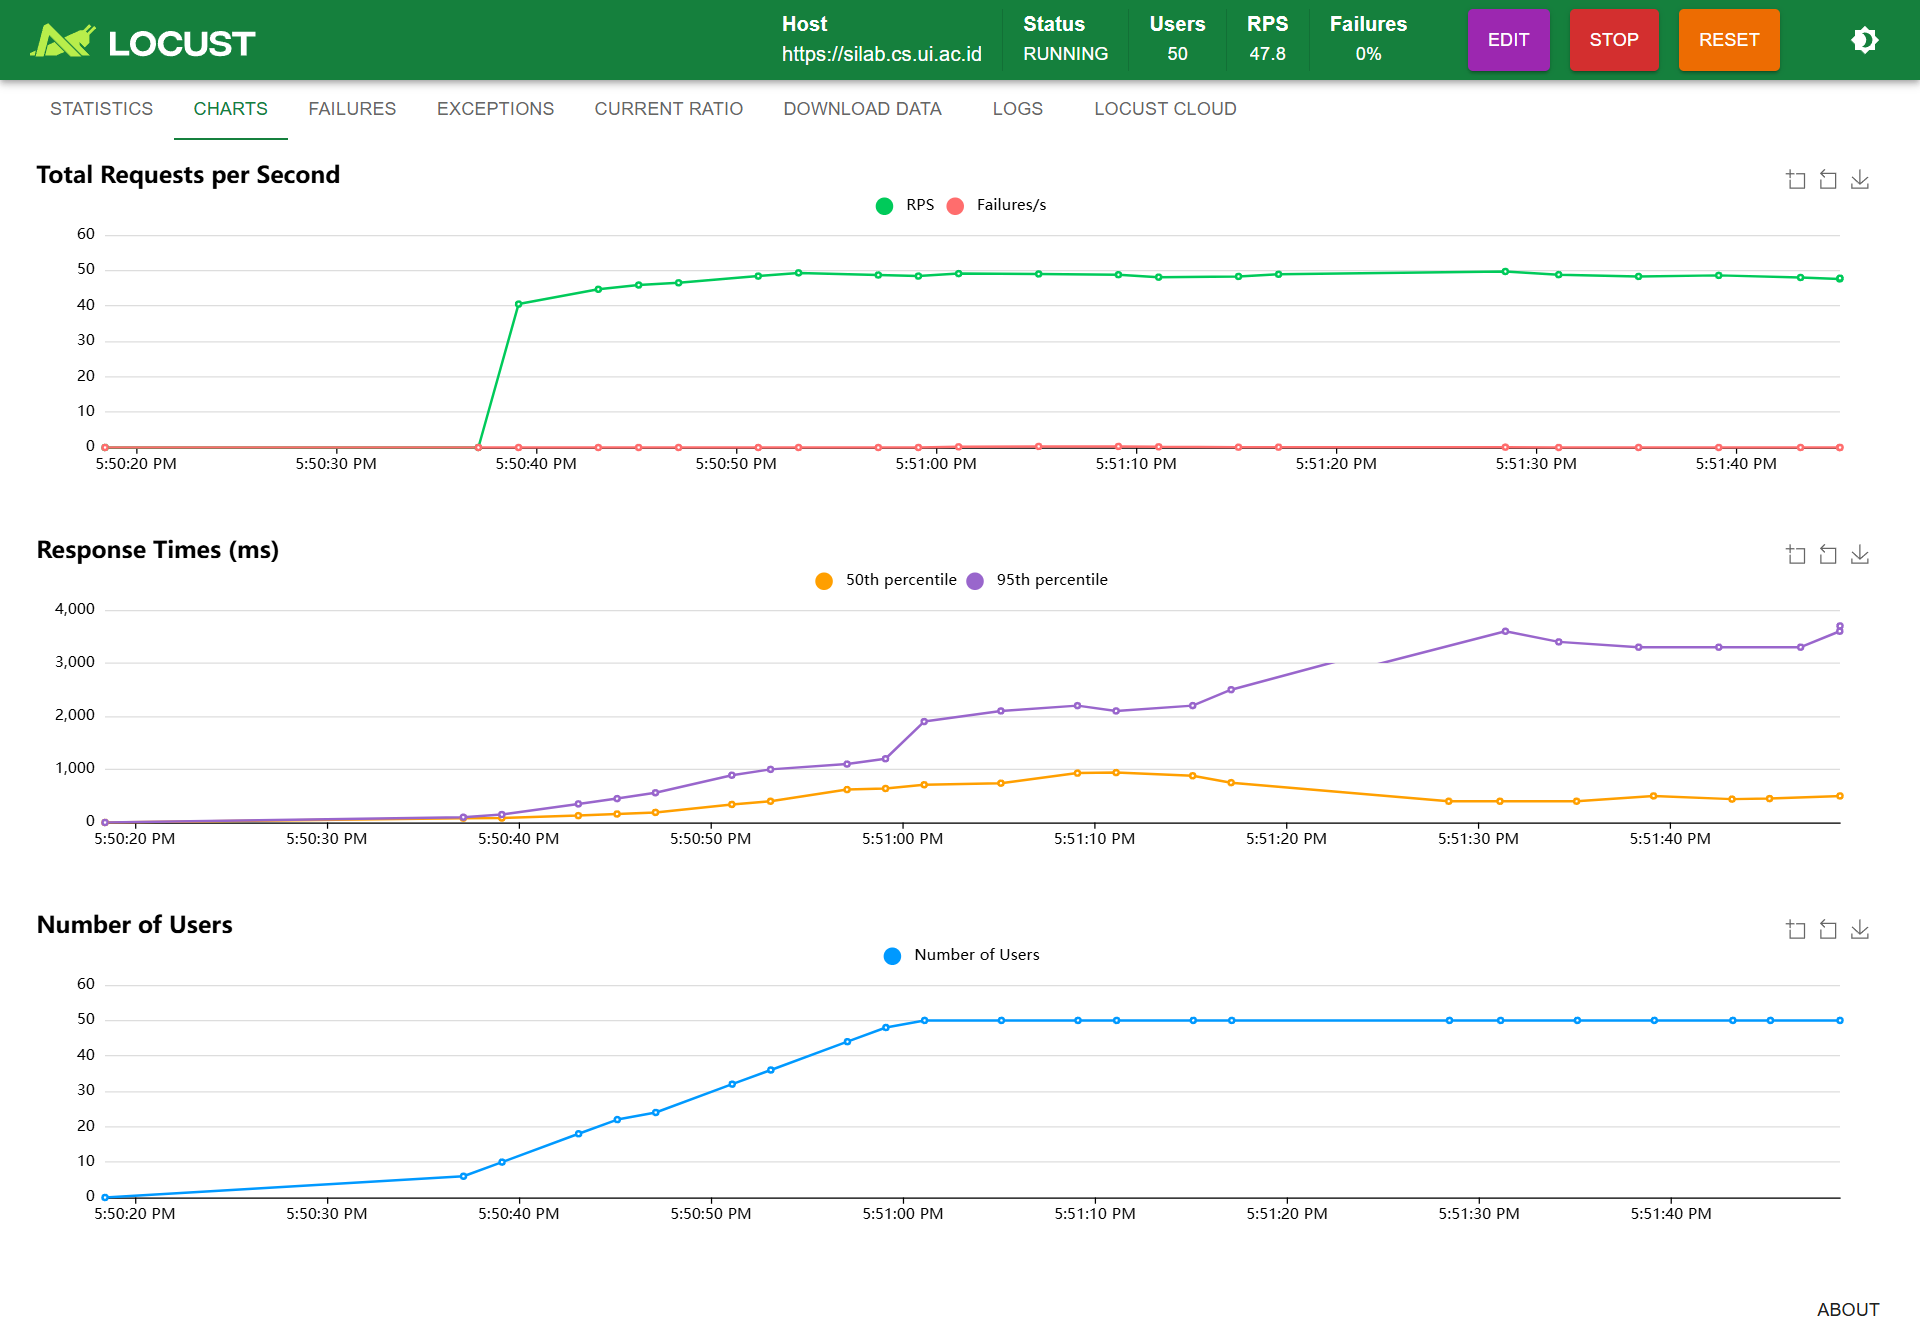 LOCUST
Host
https://silab.cs.ui.ac.id
Status
RUNNING
Users
50
RPS
47.8
Failures
0%
EDIT
STOP
RESET
STATISTICS CHARTS FAILURES EXCEPTIONS CURRENT RATIO DOWNLOAD DATA LOGS LOCUST CLOUD
Total Requests per Second
RPS Failures/s
60
50
40
30
20
10
0
5:50:20 PM 5:50:30 PM 5:50:40 PM 5:50:50 PM 5:51:00 PM 5:51:10 PM 5:51:20 PM 5:51:30 PM 5:51:40 PM
Response Times (ms)
50th percentile 95th percentile
4,000
3,000
2,000
1,000
0
5:50:20 PM 5:50:30 PM 5:50:40 PM 5:50:50 PM 5:51:00 PM 5:51:10 PM 5:51:20 PM 5:51:30 PM 5:51:40 PM
Number of Users
Number of Users
60
50
40
30
20
10
0
5:50:20 PM 5:50:30 PM 5:50:40 PM 5:50:50 PM 5:51:00 PM 5:51:10 PM 5:51:20 PM 5:51:30 PM 5:51:40 PM
ABOUT